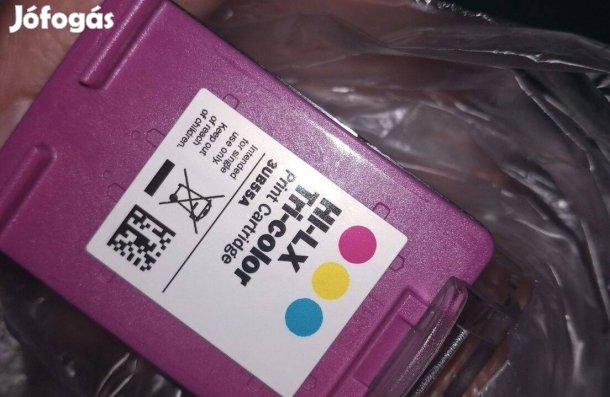 Jófogás
HI-LX
Tri-color
Print Cartridge
3UB55A
Intended
for single
use only.
Keep out
of reach
of children.